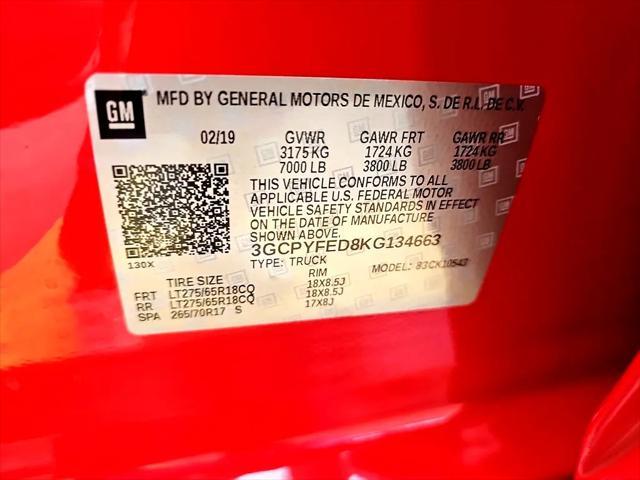 GM
MFD BY GENERAL MOTORS DE MEXICO, S. DE R.L. DE C.V.
02/19 GVWR GAWR FRT GAWR RR
3175 KG 1724 KG 1724 KG
7000 LB 3800 LB 3800 LB
THIS VEHICLE CONFORMS TO ALL
APPLICABLE U.S. FEDERAL MOTOR
VEHICLE SAFETY STANDARDS IN EFFECT
ON THE DATE OF MANUFACTURE
SHOWN ABOVE.
3GCPYFED8KG134663
130X
TYPE: TRUCK MODEL: 83CK10543
TIRE SIZE RIM
FRT LT275/65R18CQ 18X8.5J
RR LT275/65R18CQ 18X8.5J
SPA 265/70R17 S 17X8J